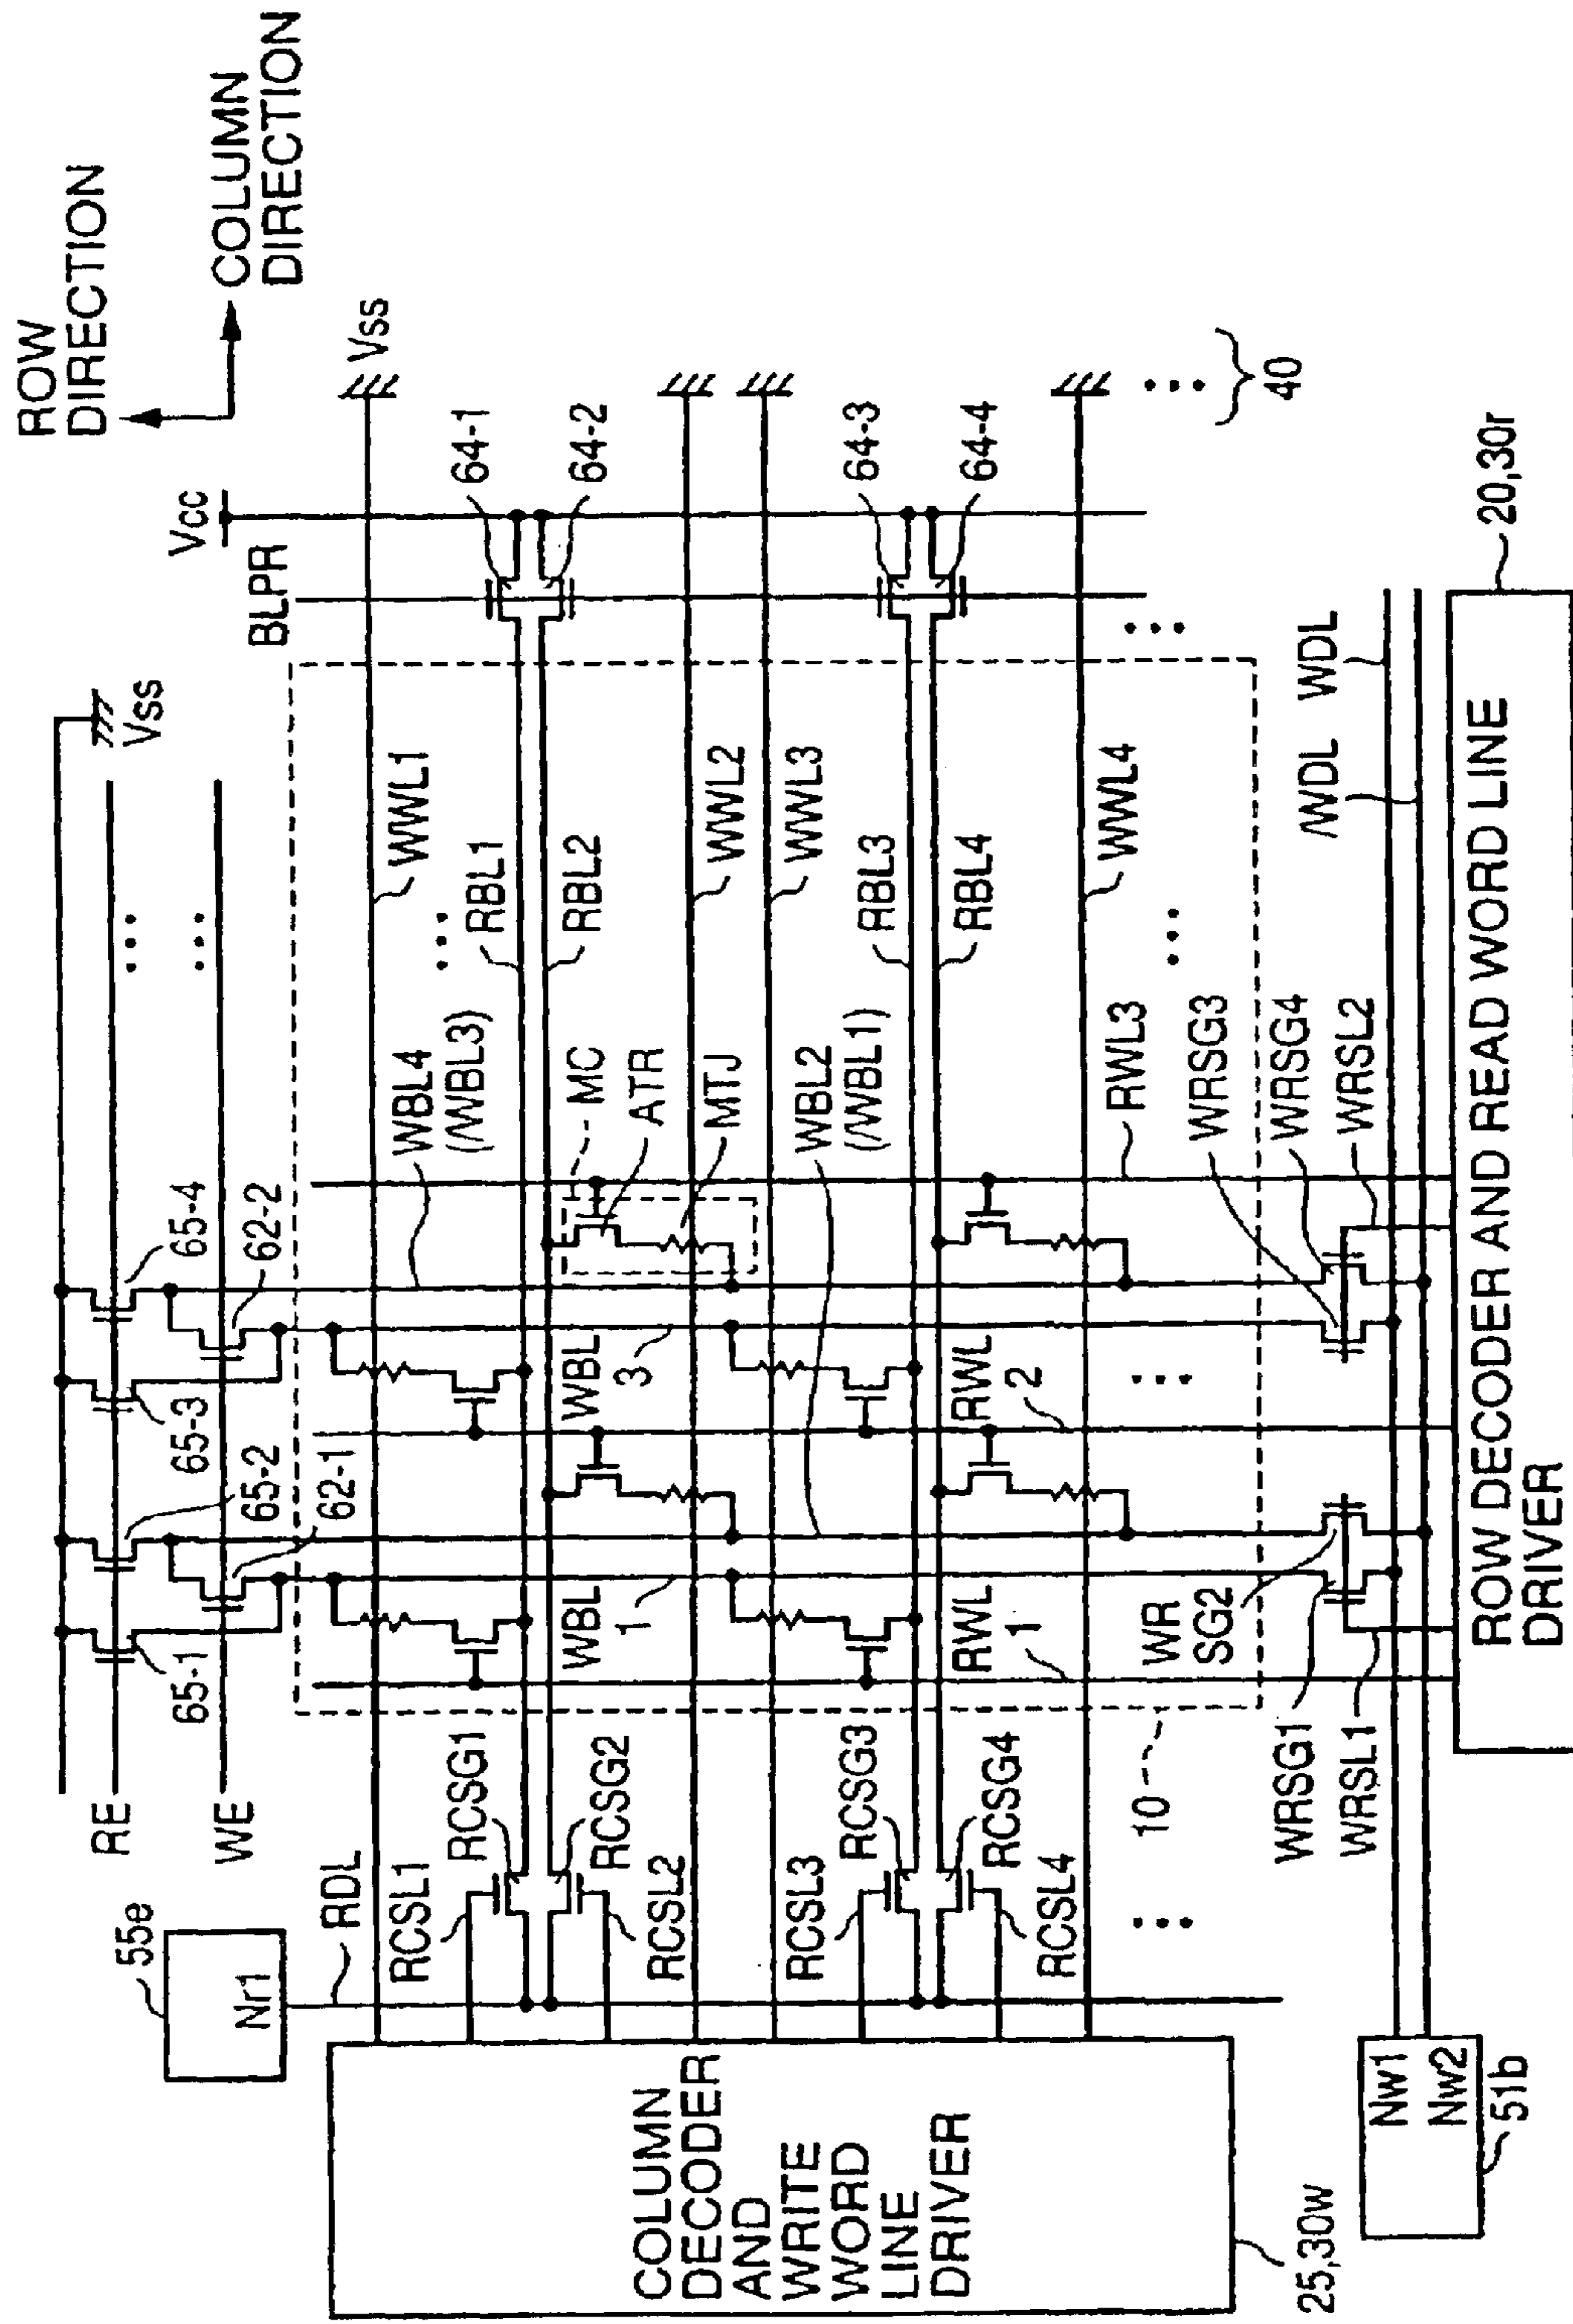 ROW
DIRECTION
COLUMN
DIRECTION
Vss
RE
WE
65-1
65-2
65-3
65-4
62-1
62-2
Vcc
BLPR
Vss
55e
Nr1
RDL
RCSL1
RCSG1
RCSG2
RCSL2
RCSL3
RCSG3
RCSG4
RCSL4
COLUMN
DECODER
AND
WRITE
WORD
LINE
DRIVER
25,30w
WWL1
WBL4
(/WBL3)
RBL1
RBL2
MC
ATR
MTJ
WBL
1
WBL
3
WWL2
WWL3
WBL2
(/WBL1)
RBL3
RBL4
RWL
1
RWL
2
RWL3
WWL4
64-1
64-2
64-3
64-4
40
10
WR
SG2
WRSG1
WRSL1
WRSG3
WRSG4
WRSL2
/WDL
WDL
Nw1
Nw2
51b
20,30r
ROW DECODER AND READ WORD LINE
DRIVER